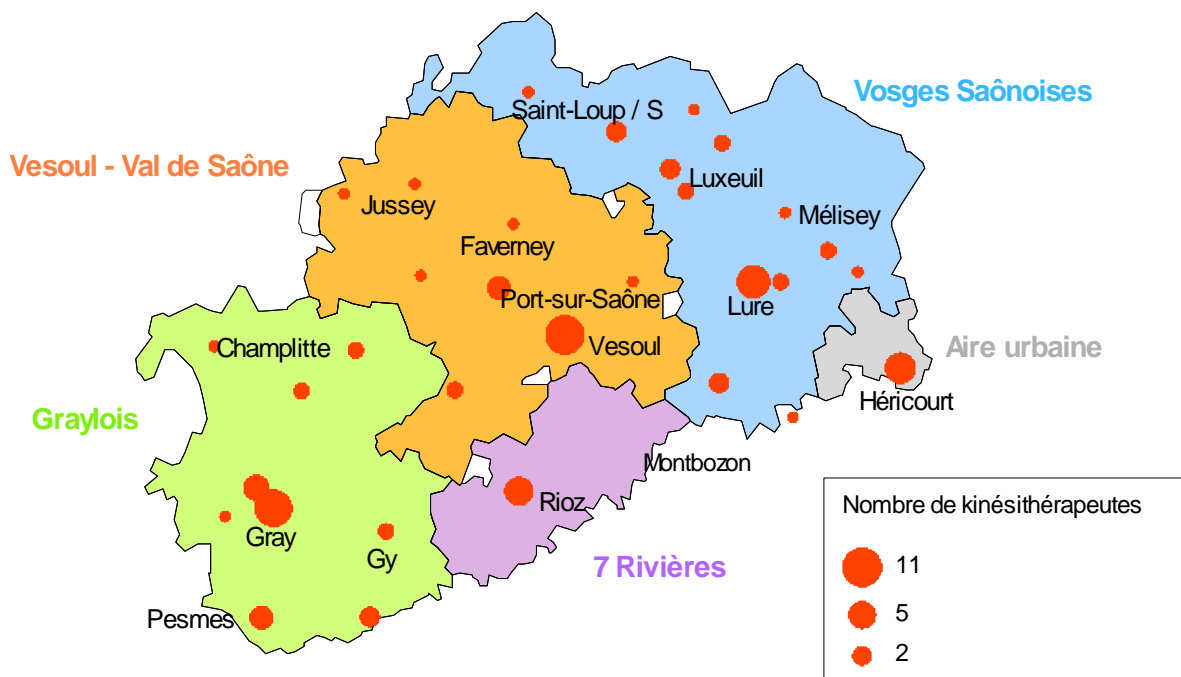 Saint-Loup / S
Vosges Saônoises
Vesoul - Val de Saône
Luxeuil
Jussey
Mélisey
Faverney
Port-sur-Saône
Lure
Vesoul
Champlitte
Aire urbaine
Héricourt
Graylois
Montbozon
Rioz
Gray
Gy
7 Rivières
Pesmes
Nombre de kinésithérapeutes
11
5
2